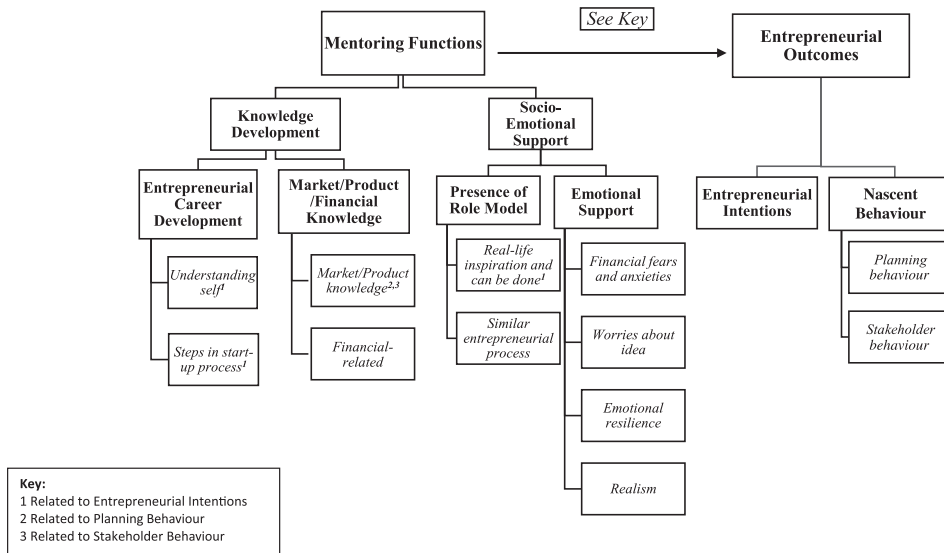 See Key
Mentoring Functions
Entrepreneurial
Outcomes
Knowledge
Development
Socio-
Emotional
Support
Entrepreneurial
Career
Development
Market/Product
/Financial
Knowledge
Presence of
Role Model
Emotional
Support
Entrepreneurial
Intentions
Nascent
Behaviour
Understanding
self1
Market/Product
knowledge2,3
Real-life
inspiration and
can be done1
Financial fears
and anxieties
Planning
behaviour
Steps in start-
up process1
Financial-
related
Similar
entrepreneurial
process
Worries about
idea
Stakeholder
behaviour
Emotional
resilience
Realism
Key:
1 Related to Entrepreneurial Intentions
2 Related to Planning Behaviour
3 Related to Stakeholder Behaviour